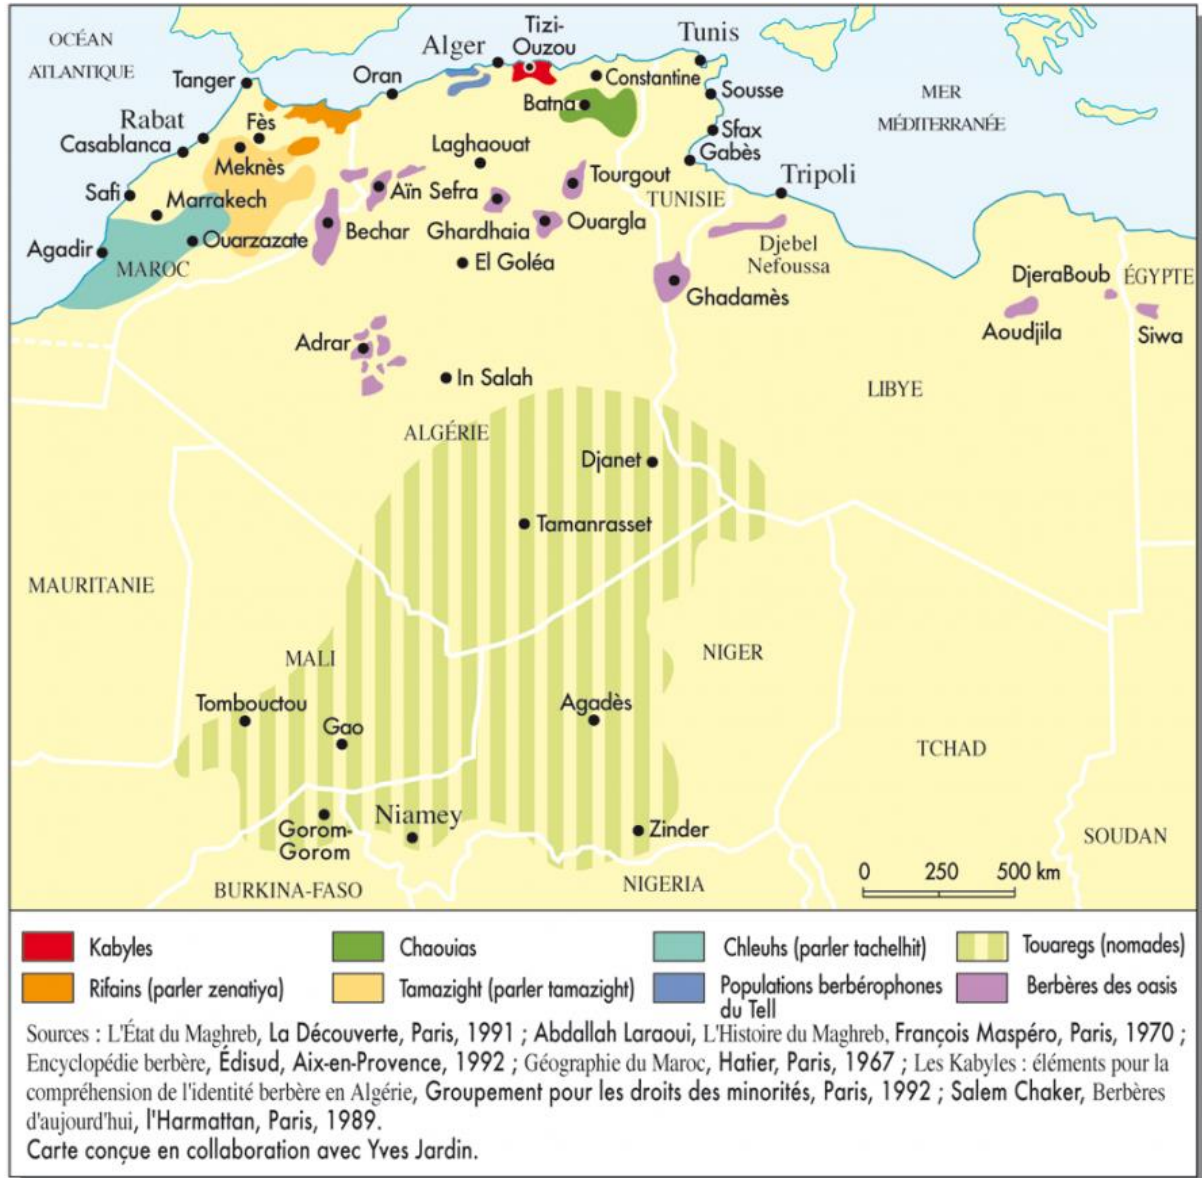 OCÉAN
ATLANTIQUE
Tanger
Rabat
Casablanca
Fès
Meknès
Safi
Marrakech
Agadir
Ouarzazate
MAROC
Oran
Alger
Tizi-
Ouzou
Constantine
Batna
Tunis
Sousse
Sfax
Gabès
Tripoli
MER
MÉDITERRANÉE
Laghaouat
Aïn Sefra
Tourgout
TUNISIE
Bechar
Ghardhaia
Ouargla
El Goléa
Djebel
Nefoussa
Ghadamès
DjeraBoub
ÉGYPTE
Aoudjila
Siwa
Adrar
In Salah
LIBYE
ALGÉRIE
Djanet
Tamanrasset
MAURITANIE
MALI
NIGER
Tombouctou
Gao
Agadès
TCHAD
Gorom-
Gorom
Niamey
Zinder
SOUDAN
BURKINA-FASO
NIGERIA
0 250 500 km
Kabyles
Chaouias
Chleuhs (parler tachelhit)
Touaregs (nomades)
Rifains (parler zenatiya)
Tamazight (parler tamazight)
Populations berbérophones
du Tell
Berbères des oasis
Sources : L'État du Maghreb, La Découverte, Paris, 1991 ; Abdallah Laraoui, L'Histoire du Maghreb, François Maspéro, Paris, 1970 ;
Encyclopédie berbère, Édisud, Aix-en-Provence, 1992 ; Géographie du Maroc, Hatier, Paris, 1967 ; Les Kabyles : éléments pour la
compréhension de l'identité berbère en Algérie, Groupement pour les droits des minorités, Paris, 1992 ; Salem Chaker, Berbères
d'aujourd'hui, l'Harmattan, Paris, 1989.
Carte conçue en collaboration avec Yves Jardin.